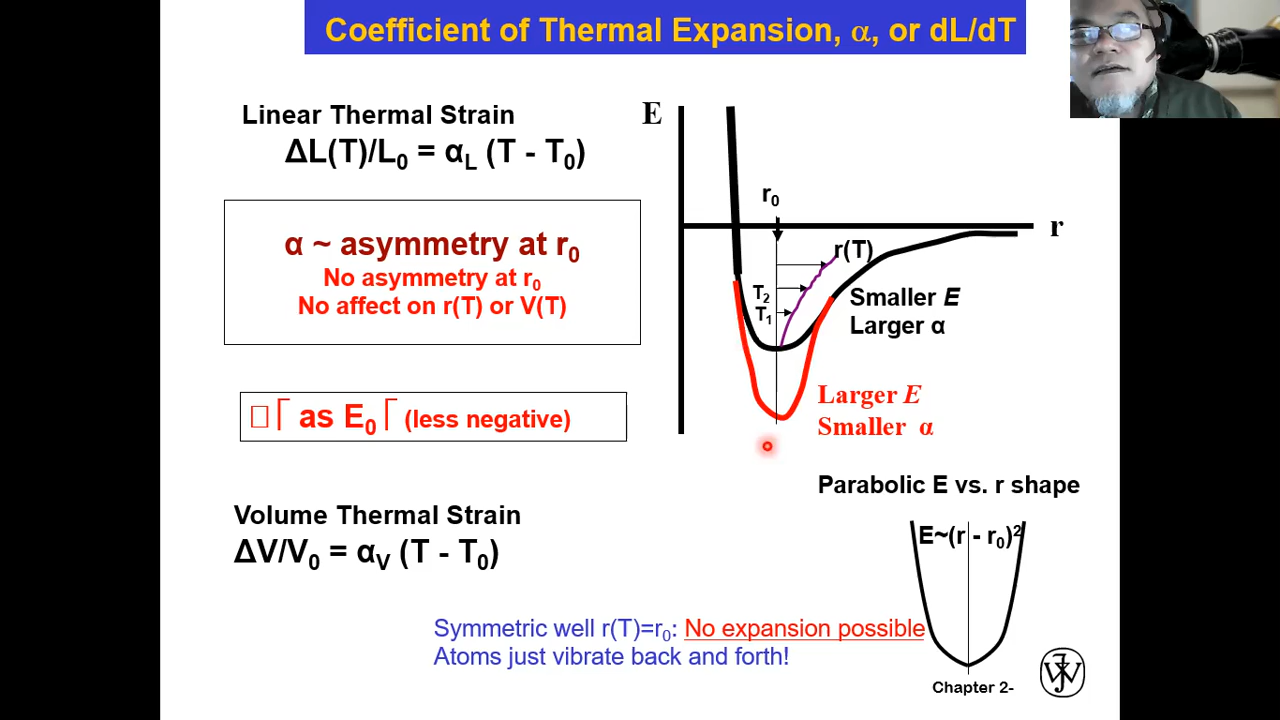 Coefficient of Thermal Expansion, α, or dL/dT
Linear Thermal Strain
ΔL(T)/L₀ = α_L (T - T₀)
α ~ asymmetry at r₀
No asymmetry at r₀
No affect on r(T) or V(T)
□⎡ as E₀⎡ (less negative)
Volume Thermal Strain
ΔV/V₀ = α_V (T - T₀)
E
r₀
r
r(T)
T₂
T₁
Smaller E
Larger α
Larger E
Smaller α
Parabolic E vs. r shape
E~(r - r₀)²
Symmetric well r(T)=r₀: No expansion possible
Atoms just vibrate back and forth!
Chapter 2-